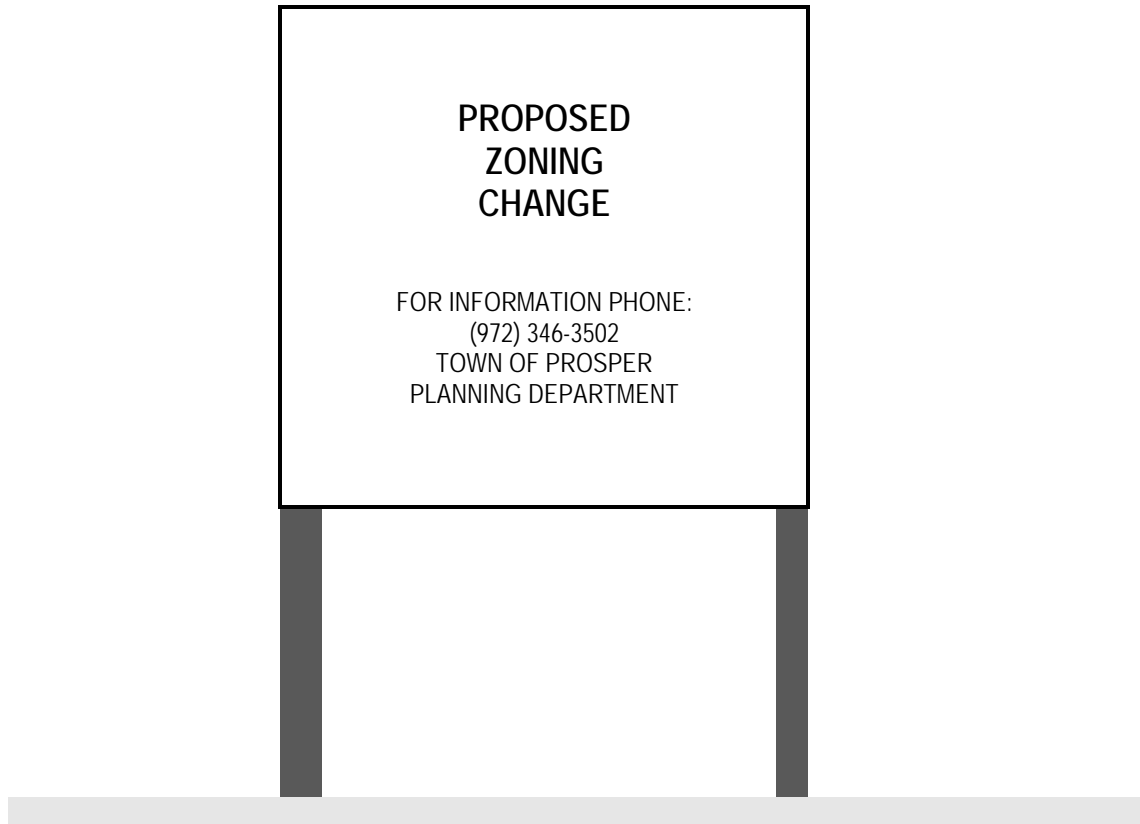 PROPOSED
ZONING
CHANGE
FOR INFORMATION PHONE:
(972) 346-3502
TOWN OF PROSPER
PLANNING DEPARTMENT